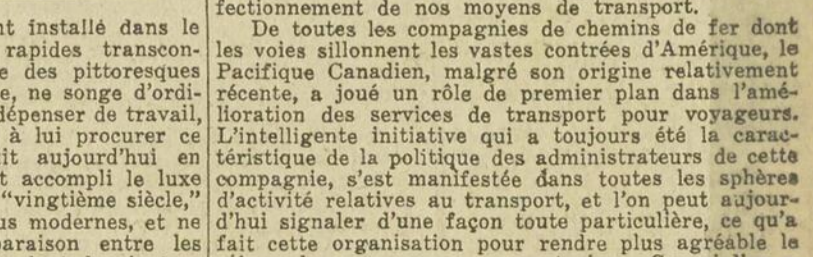 nt installé dans le
rapides transcon-
e des pittoresques
e, ne songe d'ordi-
dépenser de travail,
à lui procurer ce
it aujourd'hui en
t accompli le luxe
"vingtième siècle,"
us modernes, et ne
paraison entre les
fectionnement de nos moyens de transport.
De toutes les compagnies de chemins de fer dont
les voies sillonnent les vastes contrées d'Amérique, le
Pacifique Canadien, malgré son origine relativement
récente, a joué un rôle de premier plan dans l'amé-
lioration des services de transport pour voyageurs.
L'intelligente initiative qui a toujours été la carac-
téristique de la politique des administrateurs de cette
compagnie, s'est manifestée dans toutes les sphères
d'activité relatives au transport, et l'on peut aujour-
d'hui signaler d'une façon toute particulière, ce qu'a
fait cette organisation pour rendre plus agréable le